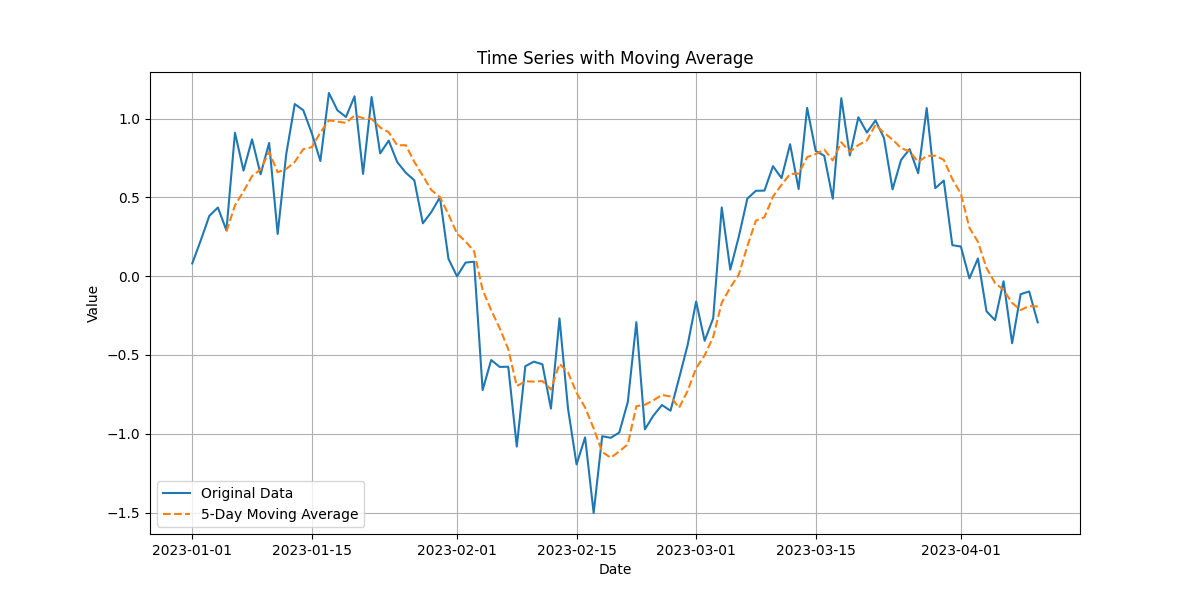 Time Series with Moving Average
1.0
0.5
0.0
−0.5
−1.0
−1.5
Value
Original Data
5-Day Moving Average
2023-01-01 2023-01-15 2023-02-01 2023-02-15 2023-03-01 2023-03-15 2023-04-01
Date